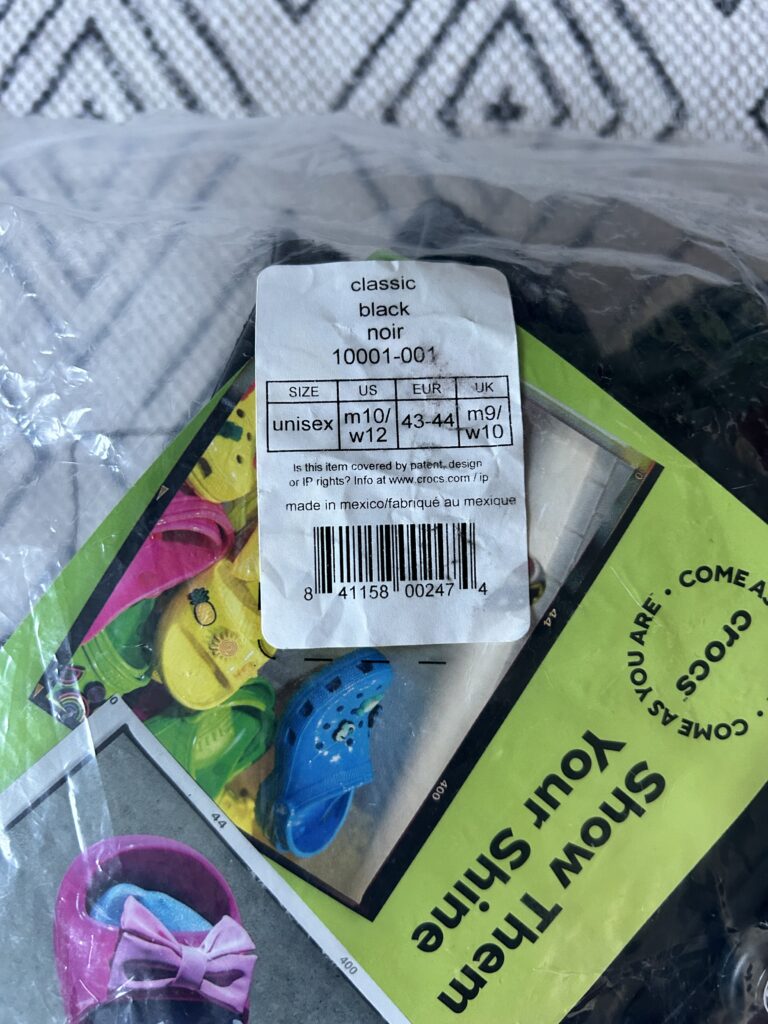 classic
black
noir
10001-001
SIZE US EUR UK
unisex m10/ w12 43-44 m9/ w10
Is this item covered by patent, design
or IP rights? Info at www.crocs.com / ip
made in mexico/fabriqué au mexique
8 41158 00247 4
44
COME AS YOU ARE • COME AS
crocs
400
Show Them
Your Shine
0
44
400